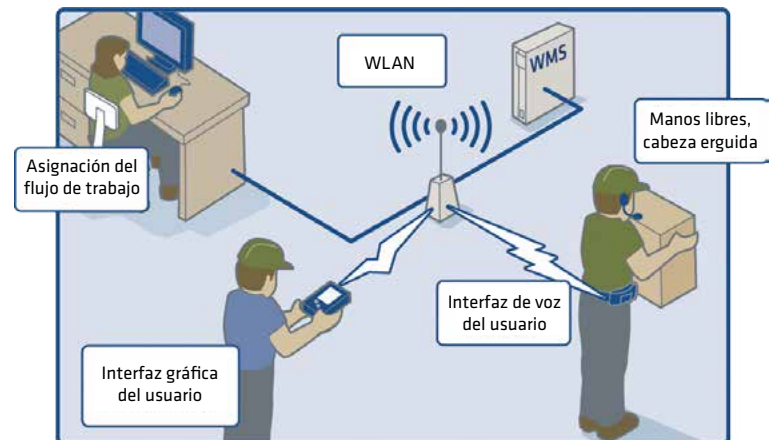 WLAN
WMS
Manos libres,
cabeza erguida
Asignación del
flujo de trabajo
Interfaz de voz
del usuario
Interfaz gráfica
del usuario